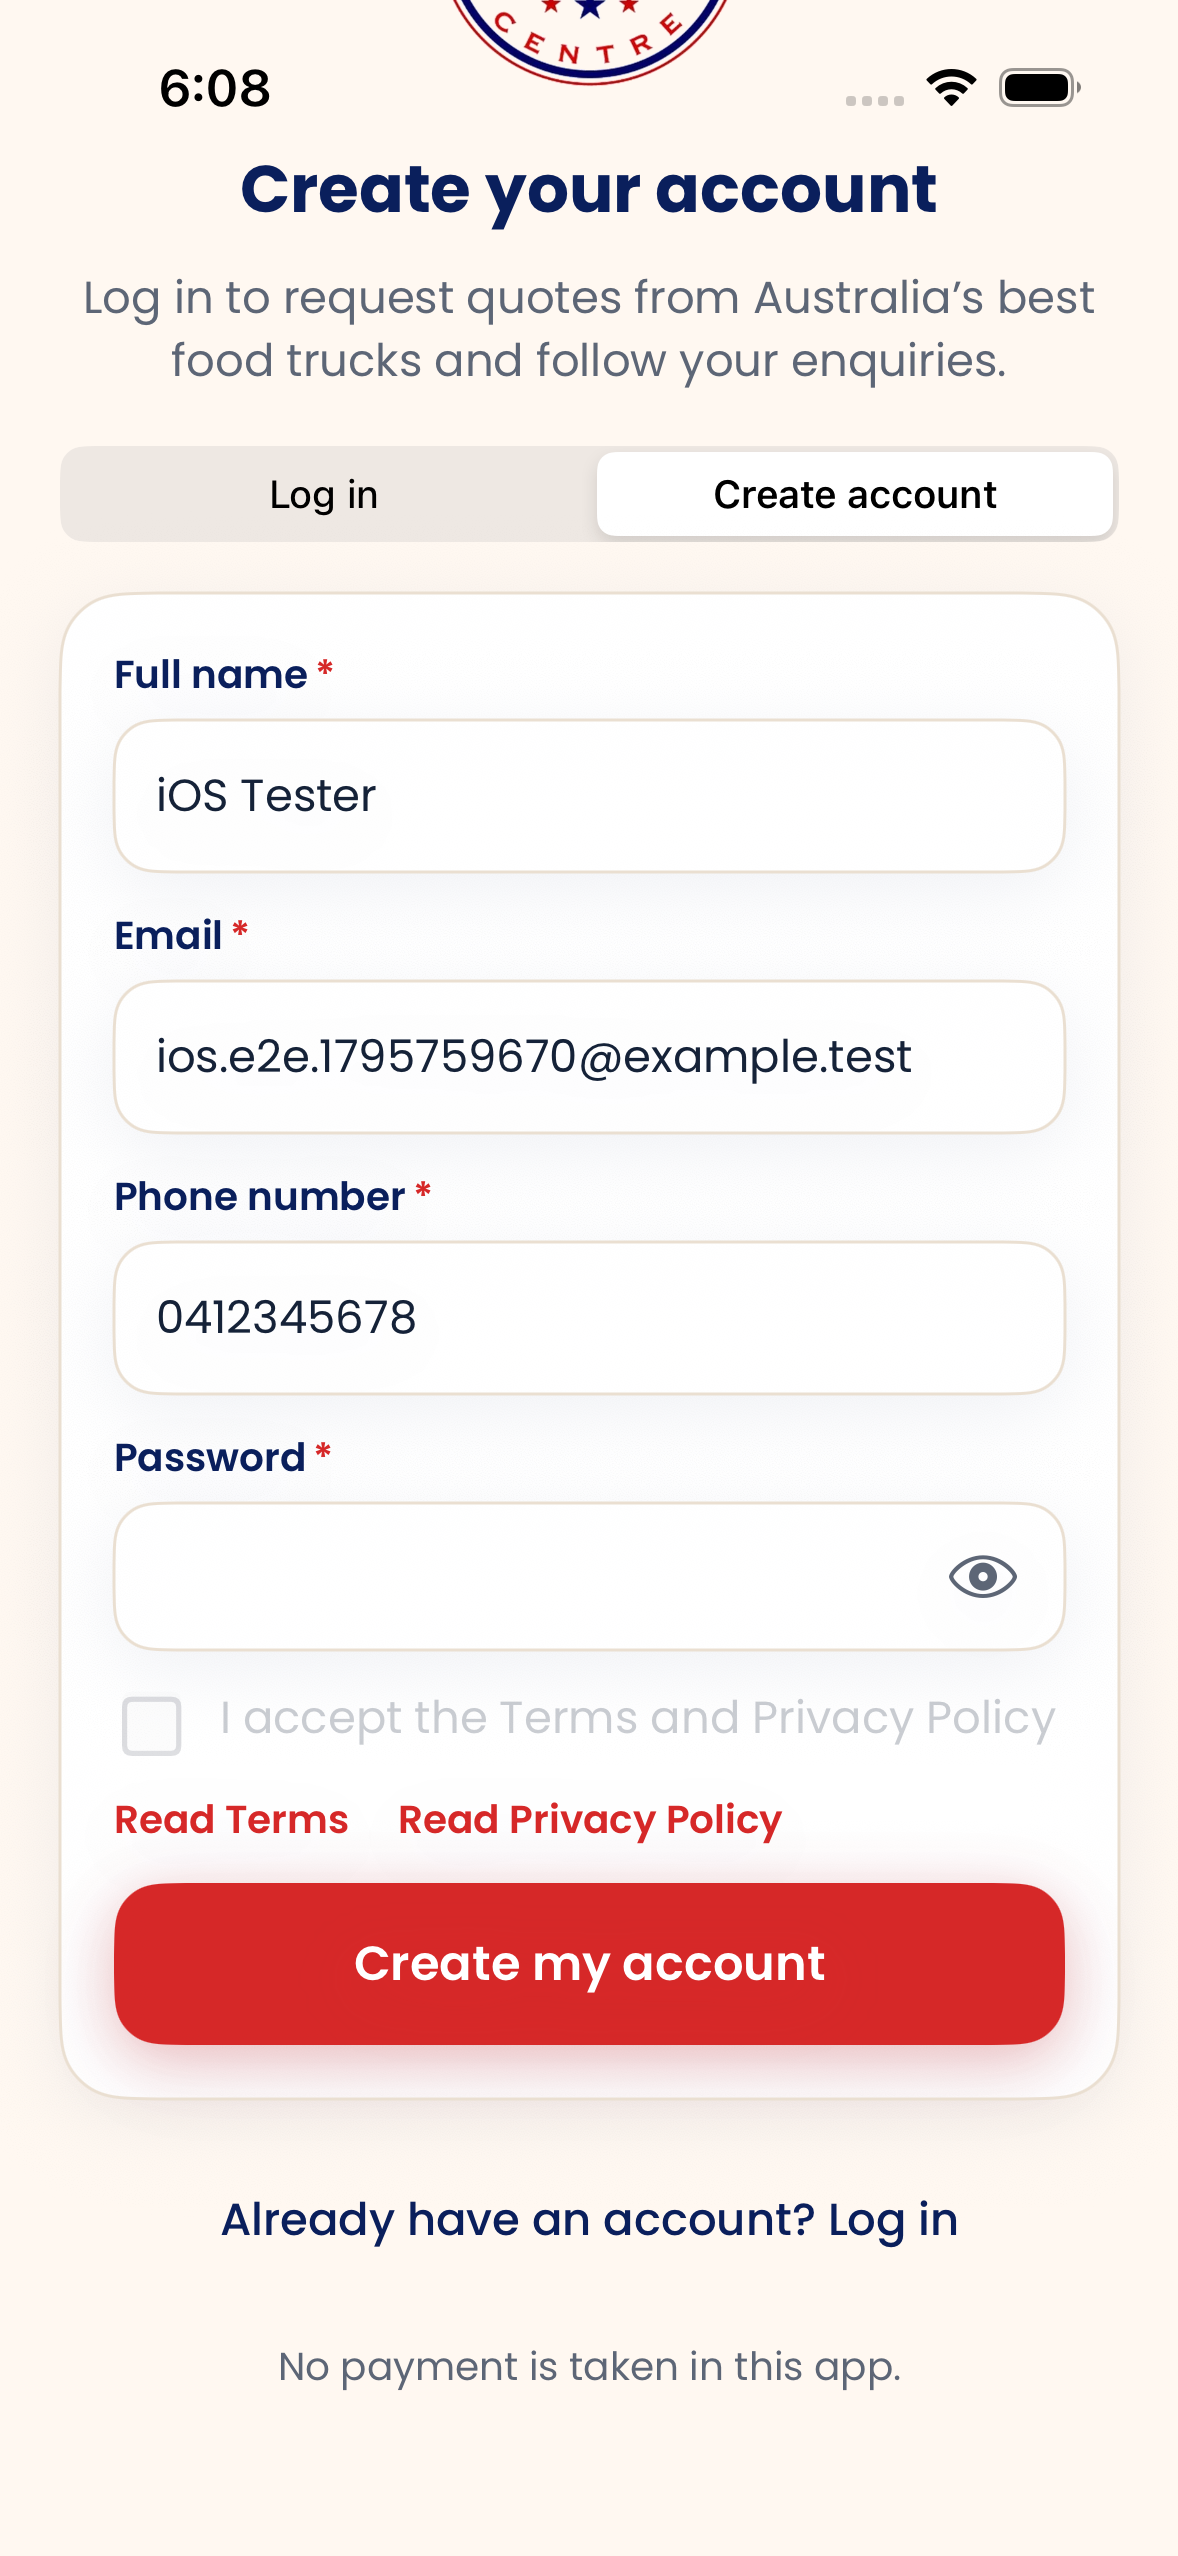 CENTRE
6:08
Create your account
Log in to request quotes from Australia’s best
food trucks and follow your enquiries.
Log in
Create account
Full name *
iOS Tester
Email *
ios.e2e.1795759670@example.test
Phone number *
0412345678
Password *
I accept the Terms and Privacy Policy
Read Terms
Read Privacy Policy
Create my account
Already have an account? Log in
No payment is taken in this app.